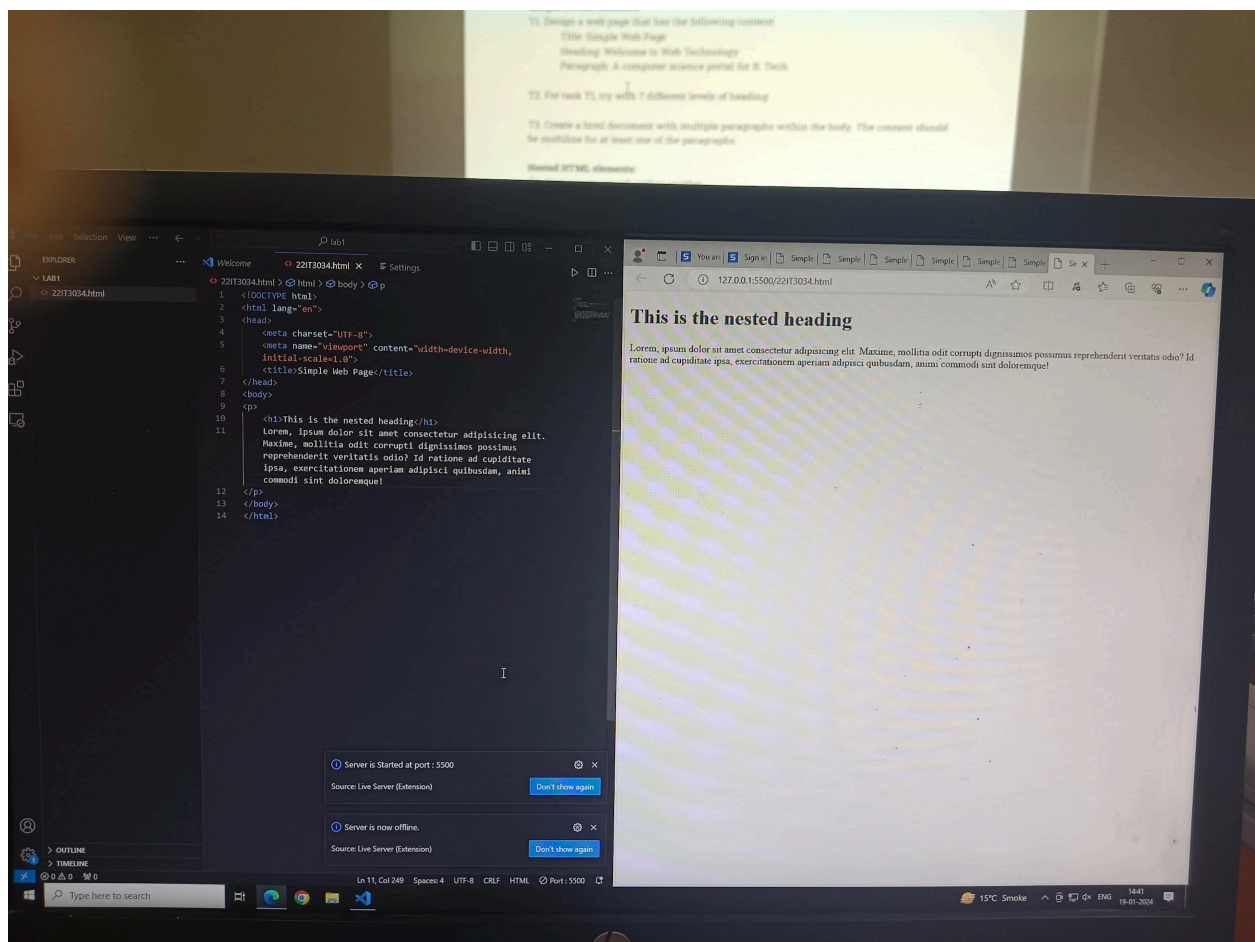 T1. Design a web page that has the following content:
Title: Simple Web Page
Heading: Welcome to Web Technology
Paragraph: A computer science portal for B. Tech.
T2. For task T1, try with 7 different levels of heading
T3. Create a html document with multiple paragraphs within the body. The content should
be multiline for at least one of the paragraphs.
Nested HTML elements:
Edit Selection View ···
lab1
EXPLORER ···
Welcome
22IT3034.html
Settings
LAB1
22IT3034.html
22IT3034.html > html > body > p
1 <!DOCTYPE html>
2 <html lang="en">
3 <head>
4 <meta charset="UTF-8">
5 <meta name="viewport" content="width=device-width,
initial-scale=1.0">
6 <title>Simple Web Page</title>
7 </head>
8 <body>
9 <p>
10 <h1>This is the nested heading</h1>
11 Lorem, ipsum dolor sit amet consectetur adipisicing elit.
Maxime, mollitia odit corrupti dignissimos possimus
reprehenderit veritatis odio? Id ratione ad cupiditate
ipsa, exercitationem aperiam adipisci quibusdam, animi
commodi sint doloremque!
12 </p>
13 </body>
14 </html>
Server is Started at port : 5500
Source: Live Server (Extension)
Don't show again
Server is now offline.
Source: Live Server (Extension)
Don't show again
OUTLINE
TIMELINE
0 0 0
Ln 11, Col 249 Spaces: 4 UTF-8 CRLF HTML Port : 5500
You are Sign in Simple Simple Simple Simple Simple Simple
127.0.0.1:5500/22IT3034.html
This is the nested heading
Lorem, ipsum dolor sit amet consectetur adipisicing elit. Maxime, mollitia odit corrupti dignissimos possimus reprehenderit veritatis odio? Id
ratione ad cupiditate ipsa, exercitationem aperiam adipisci quibusdam, animi commodi sint doloremque!
Type here to search
15°C Smoke
ENG
14:41
19-01-2024